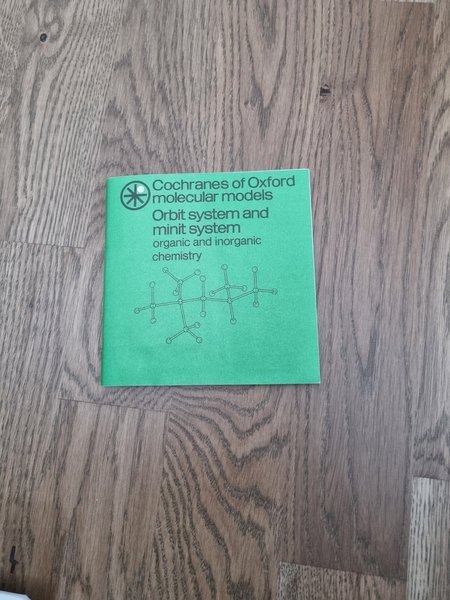 Cochranes of Oxford
molecular models
Orbit system and
minit system
organic and inorganic
chemistry